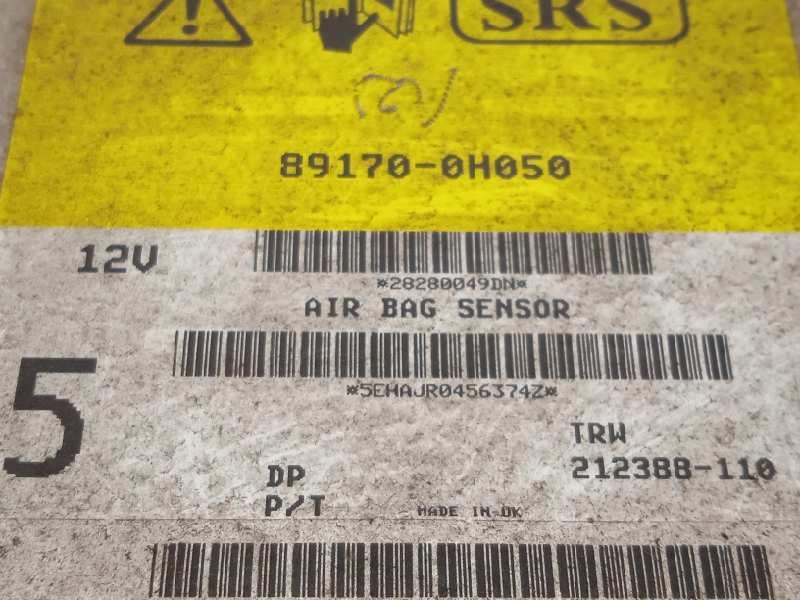 SRS
89170-0H050
12V
*28280049DN*
AIR BAG SENSOR
*5EHAJR0456374Z*
5
TRW
DP
212388-110
P/T
MADE IN UK